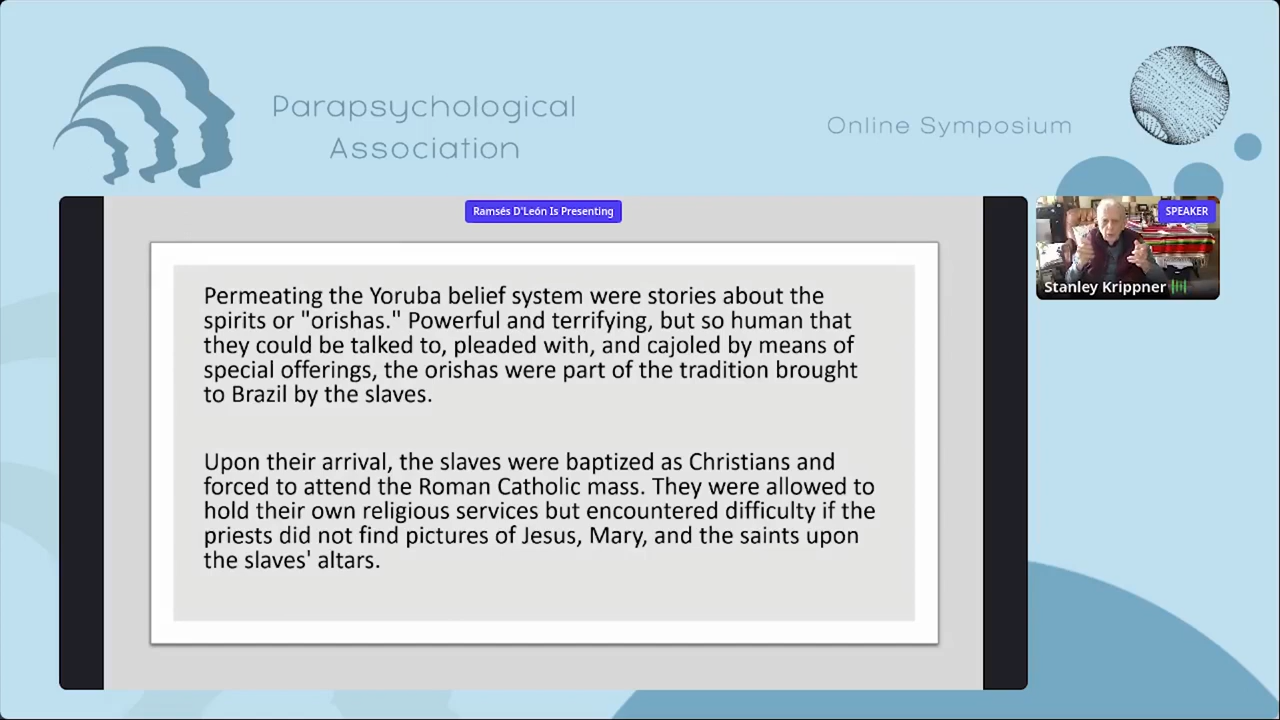 Parapsychological
Association
Online Symposium
Ramsés D'León Is Presenting
SPEAKER
Stanley Krippner
Permeating the Yoruba belief system were stories about the
spirits or "orishas." Powerful and terrifying, but so human that
they could be talked to, pleaded with, and cajoled by means of
special offerings, the orishas were part of the tradition brought
to Brazil by the slaves.
Upon their arrival, the slaves were baptized as Christians and
forced to attend the Roman Catholic mass. They were allowed to
hold their own religious services but encountered difficulty if the
priests did not find pictures of Jesus, Mary, and the saints upon
the slaves' altars.